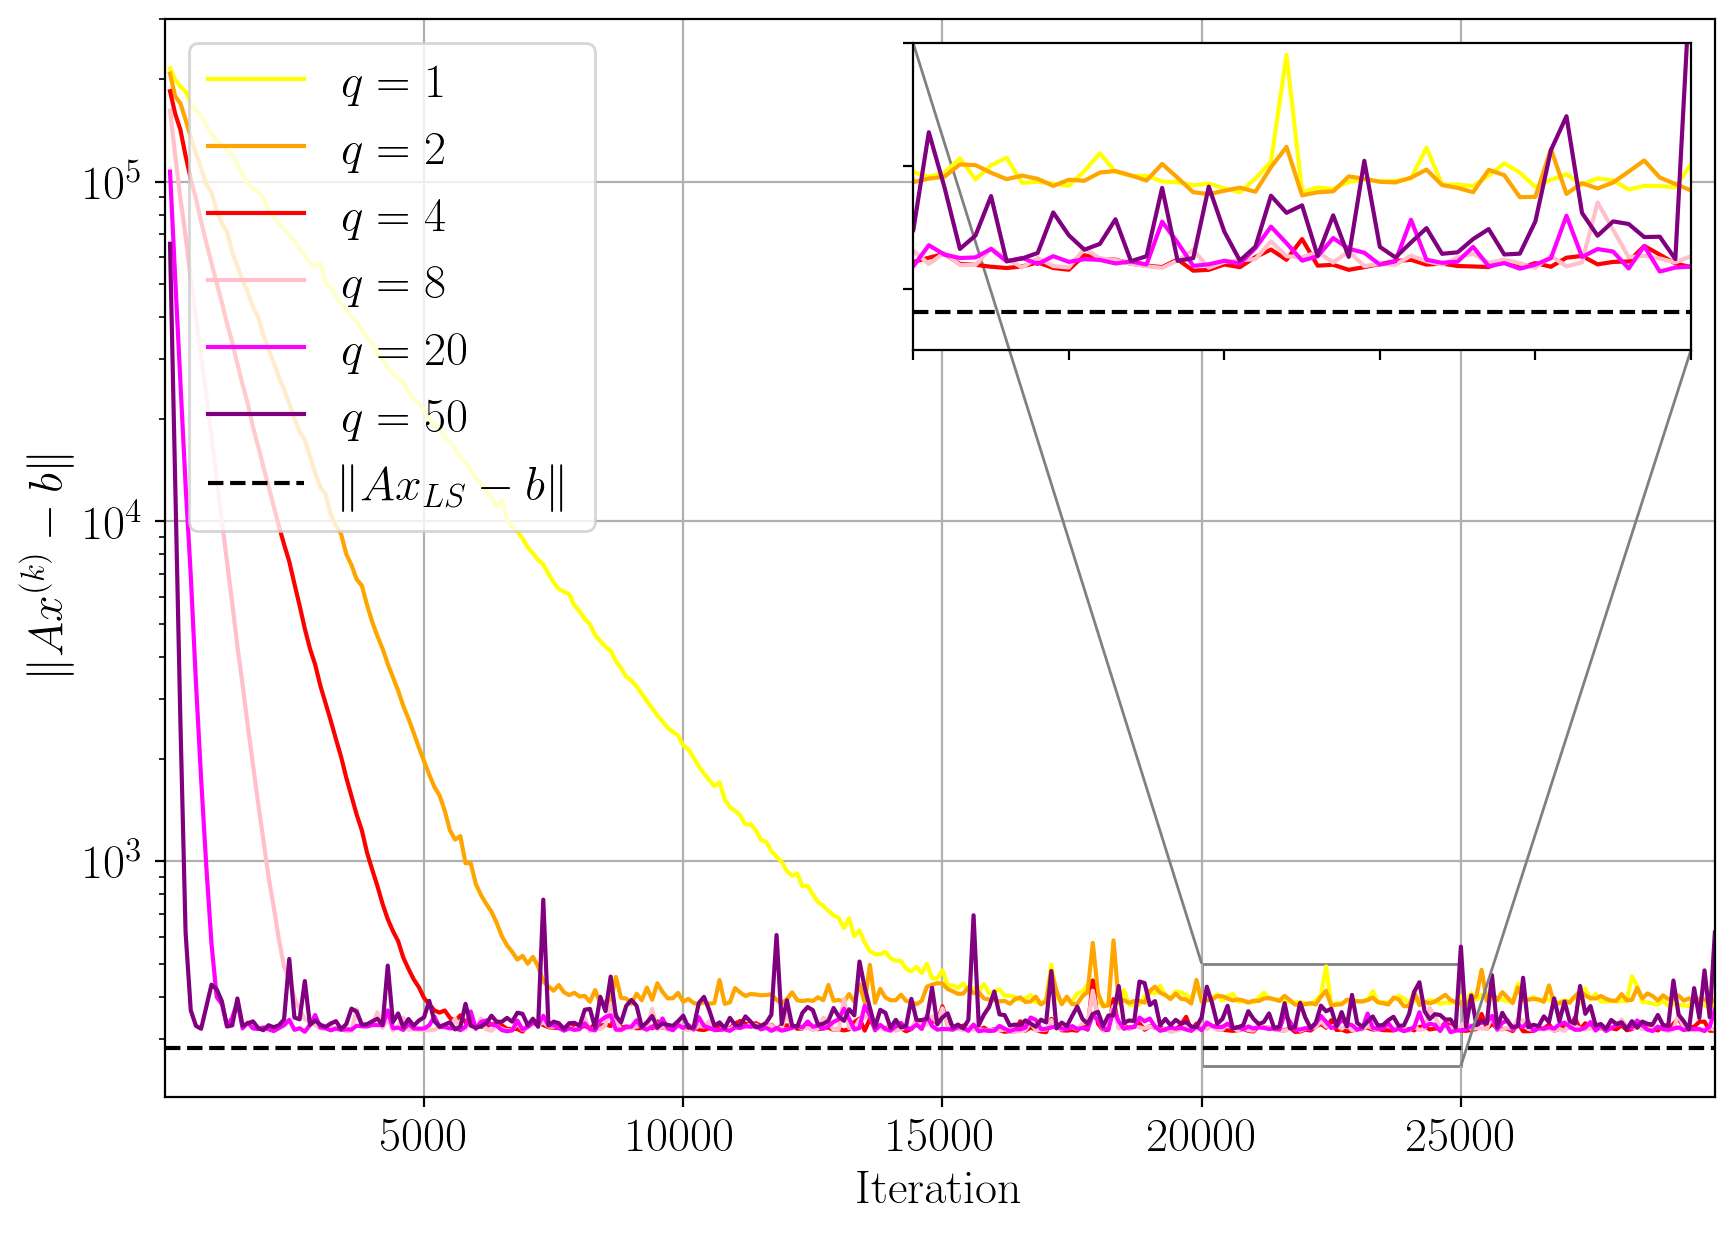 q = 1
q = 2
q = 4
q = 8
q = 20
q = 50
‖Ax_{LS} − b‖
10^5
10^4
10^3
‖Ax^{(k)} − b‖
5000 10000 15000 20000 25000
Iteration